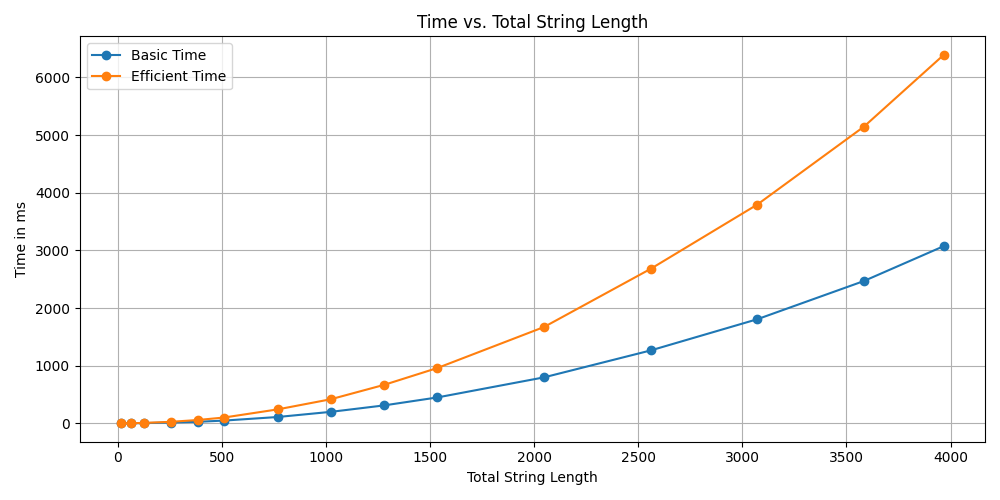 Time vs. Total String Length
Basic Time
Efficient Time
6000
5000
4000
3000
2000
1000
0
Time in ms
0 500 1000 1500 2000 2500 3000 3500 4000
Total String Length